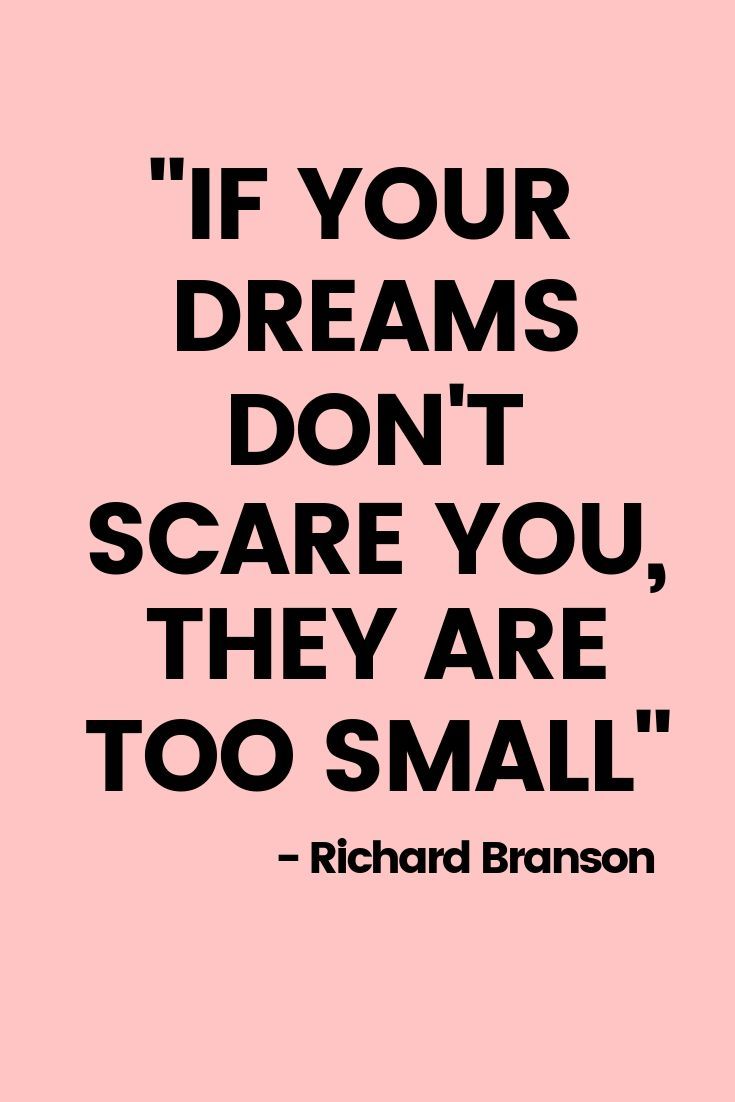 "IF YOUR
DREAMS
DON'T
SCARE YOU,
THEY ARE
TOO SMALL"
- Richard Branson